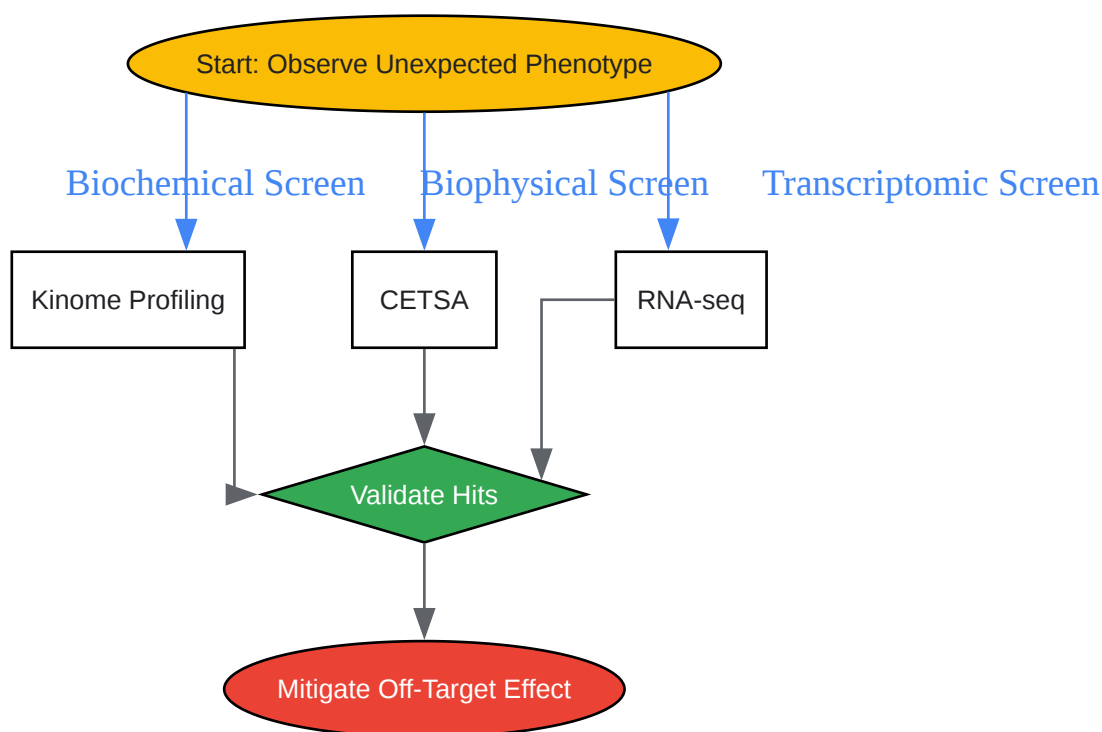 Start: Observe Unexpected Phenotype
Biochemical Screen
Biophysical Screen
Transcriptomic Screen
Kinome Profiling
CETSA
RNA-seq
Validate Hits
Mitigate Off-Target Effect